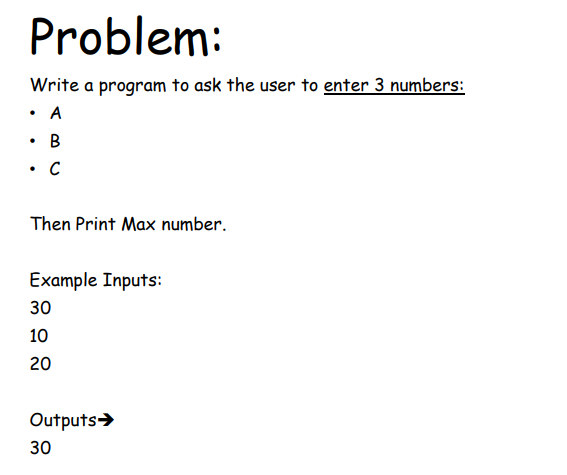 Problem:
Write a program to ask the user to enter 3 numbers:
• A
• B
• C
Then Print Max number.
Example Inputs:
30
10
20
Outputs➔
30